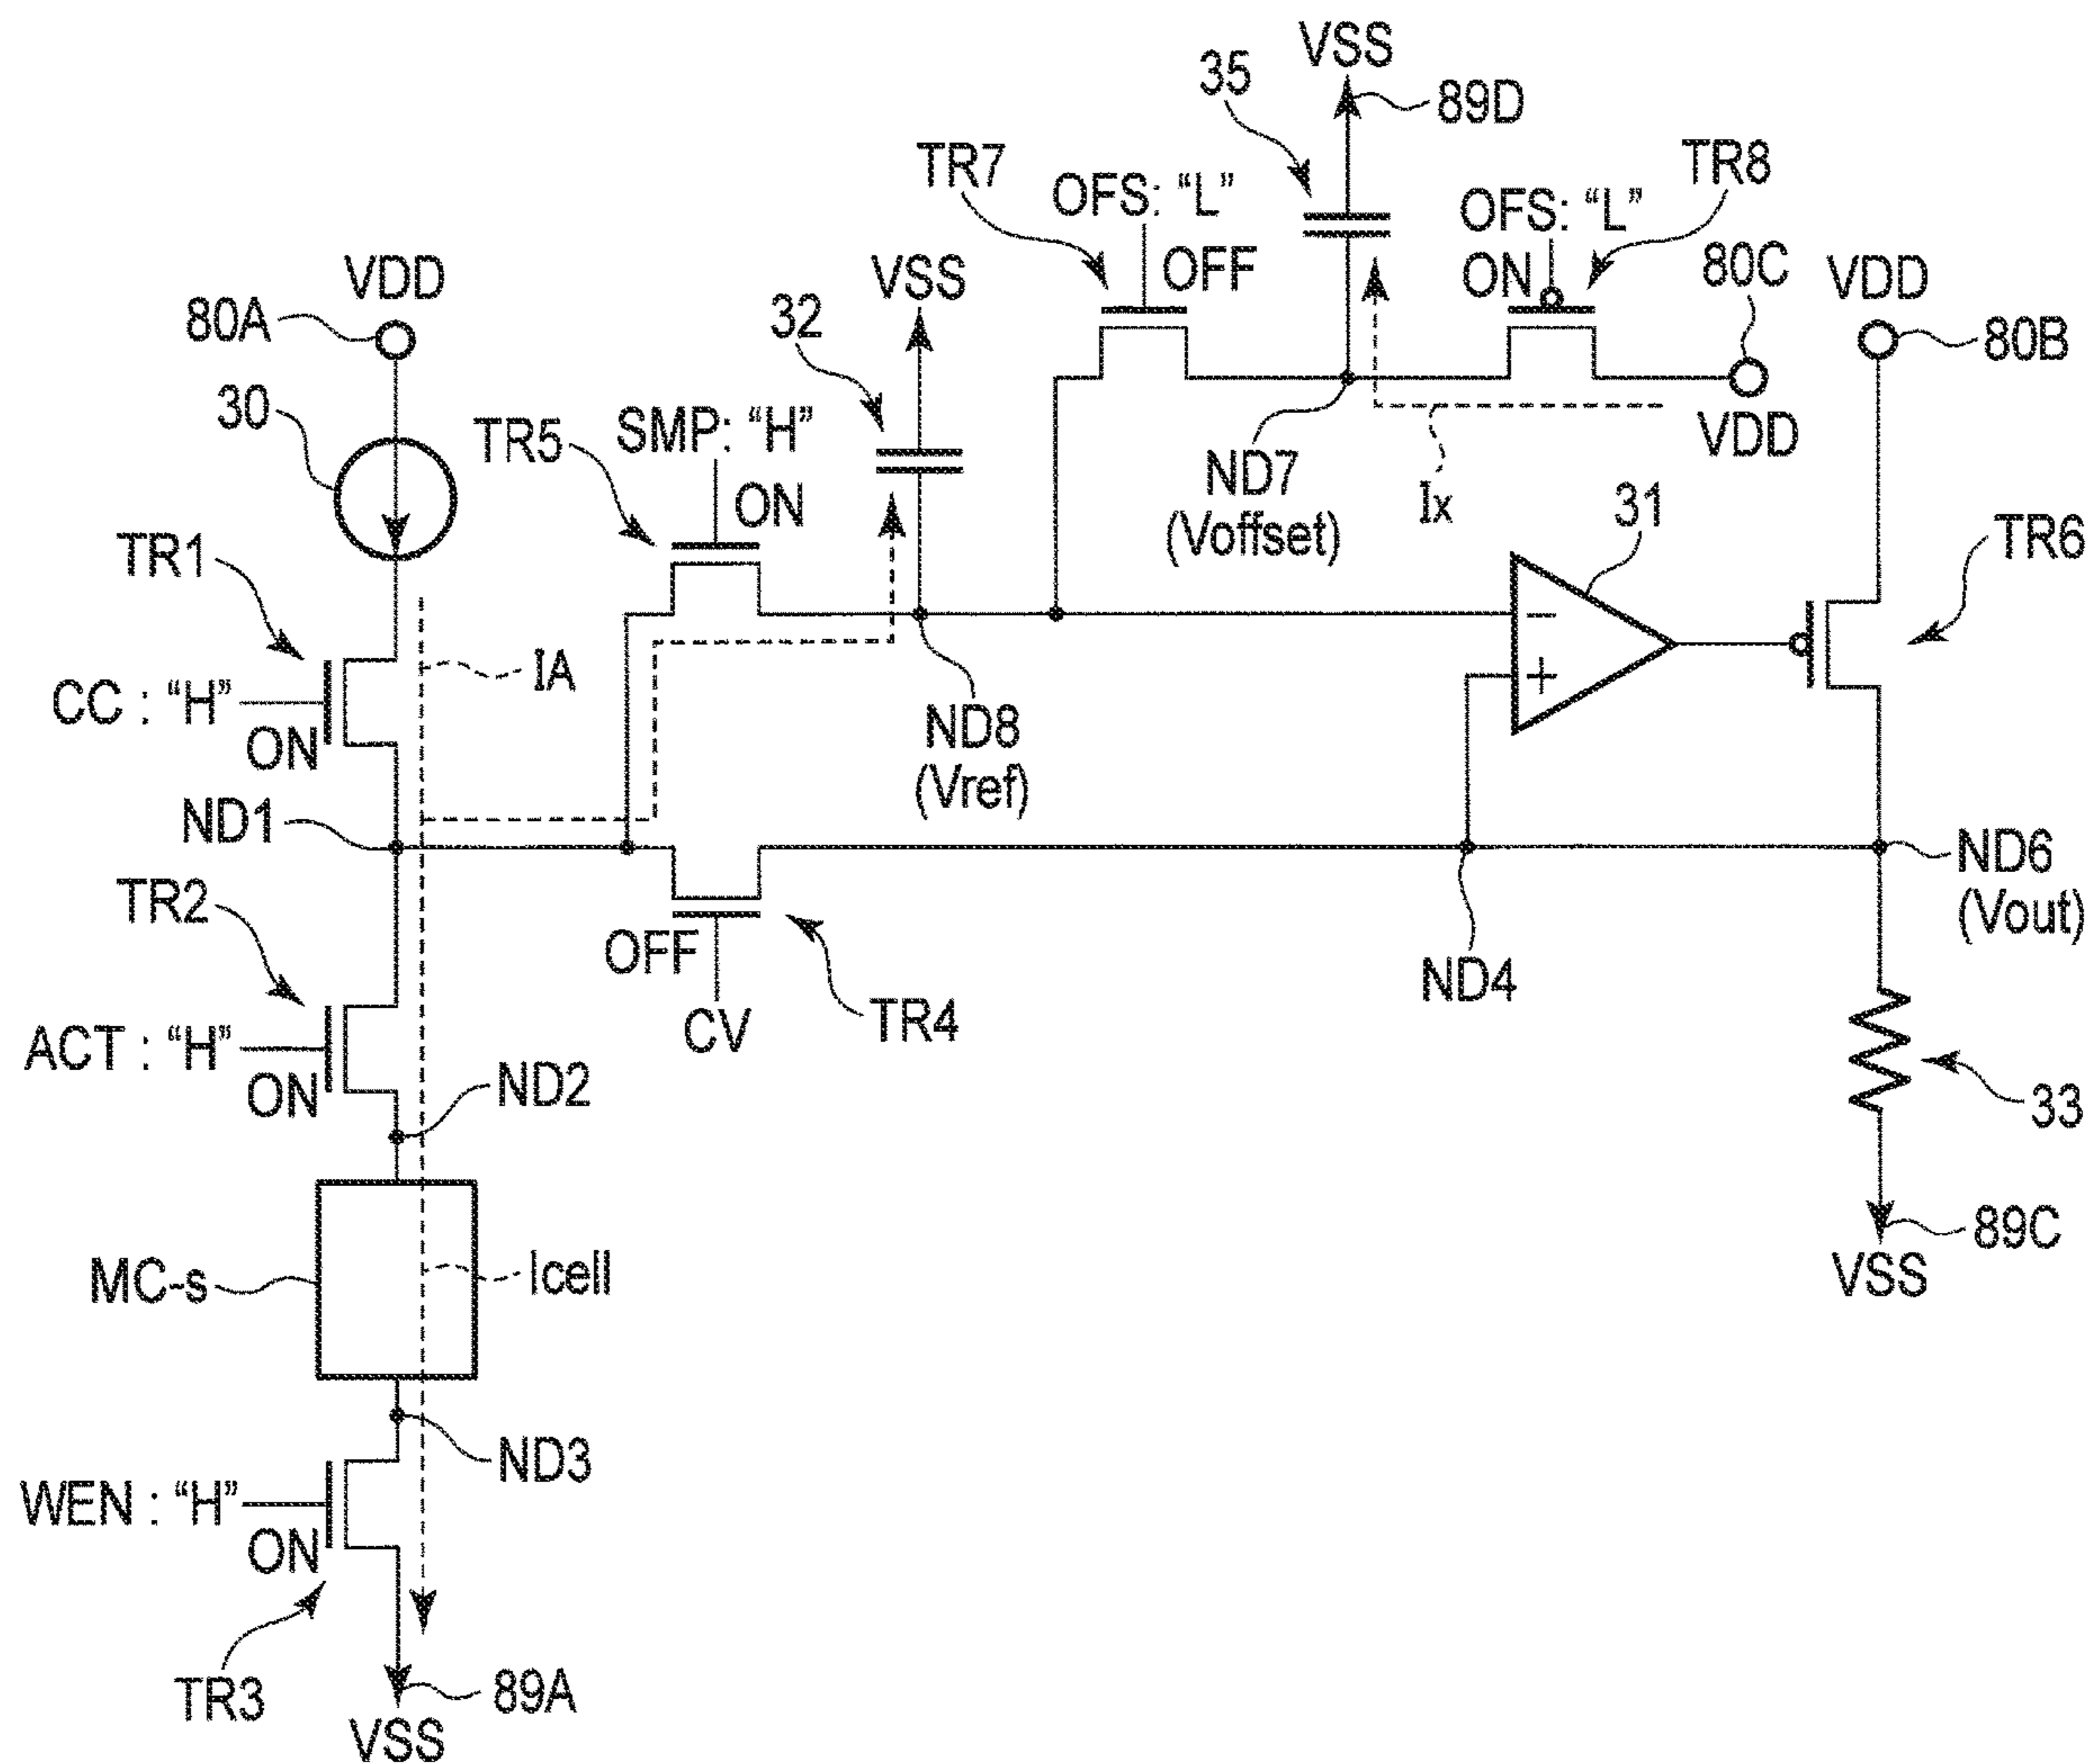 VSS
35
89D
TR7
TR8
OFS: “L”
OFS: “L”
OFF
ON
80C
VDD
VDD
VSS
80A
32
80B
30
SMP: “H”
TR5
ON
VDD
ND7
(Voffset)
Ix
31
TR6
TR1
IA
CC : “H”
ON
−
+
ND8
(Vref)
ND1
ND6
(Vout)
TR2
OFF
CV
TR4
ND4
ACT : “H”
ON
ND2
33
MC-s
Icell
89C
VSS
ND3
WEN : “H”
ON
TR3
89A
VSS